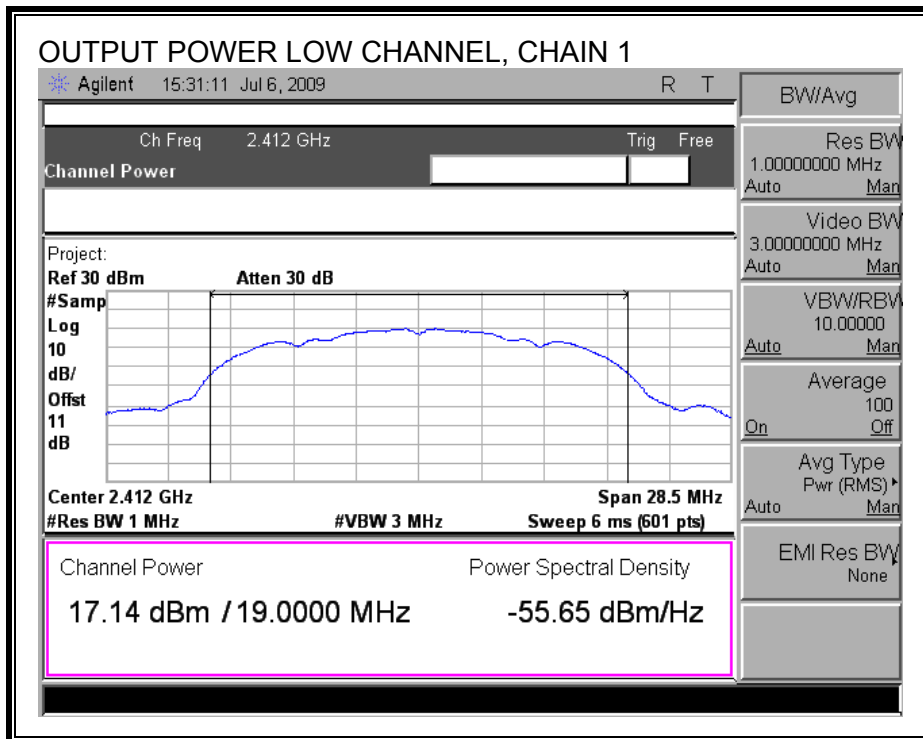 OUTPUT POWER LOW CHANNEL, CHAIN 1
Agilent 15:31:11 Jul 6, 2009 R T
Ch Freq 2.412 GHz Trig Free
Channel Power
Project:
Ref 30 dBm Atten 30 dB
#Samp
Log
10
dB/
Offst
11
dB
Center 2.412 GHz Span 28.5 MHz
#Res BW 1 MHz #VBW 3 MHz Sweep 6 ms (601 pts)
Channel Power Power Spectral Density
17.14 dBm / 19.0000 MHz -55.65 dBm/Hz
BW/Avg
Res BW
1.00000000 MHz
Auto Man
Video BW
3.00000000 MHz
Auto Man
VBW/RBW
10.00000
Auto Man
Average
100
On Off
Avg Type
Pwr (RMS)
Auto Man
EMI Res BW
None